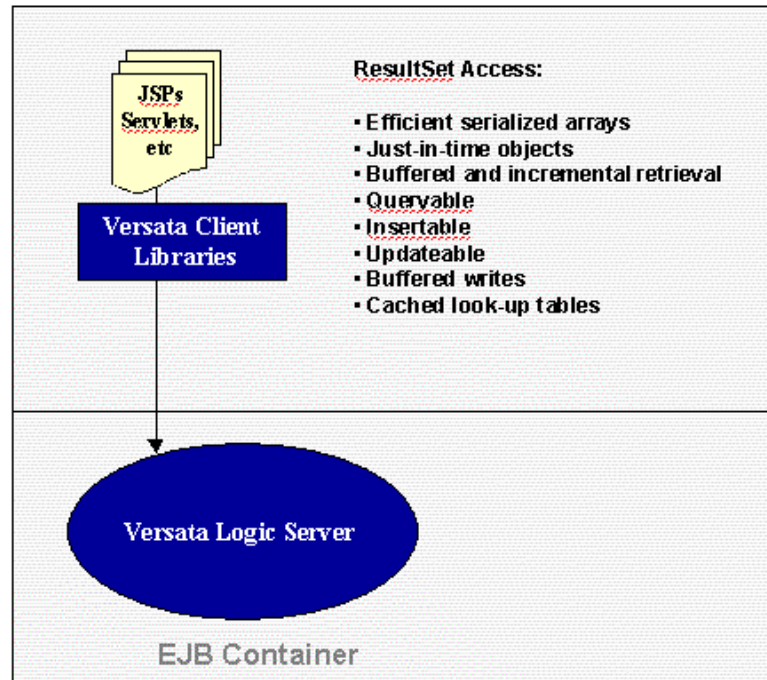 JSPs
Servlets,
etc
Versata Client
Libraries
ResultSet Access:
• Efficient serialized arrays
• Just-in-time objects
• Buffered and incremental retrieval
• Queryable
• Insertable
• Updateable
• Buffered writes
• Cached look-up tables
Versata Logic Server
EJB Container